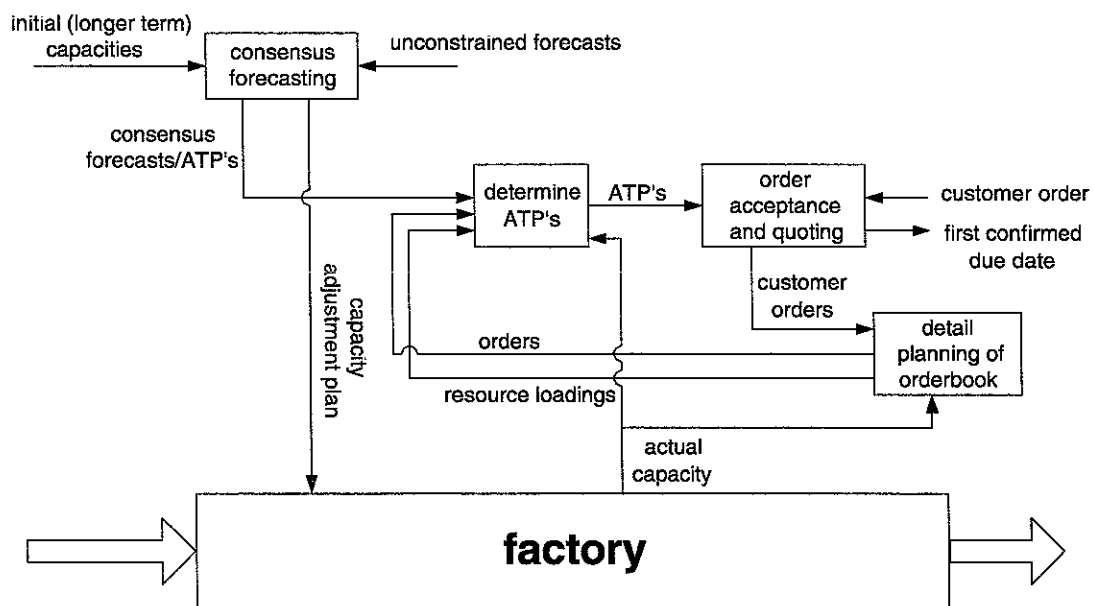 initial (longer term)
capacities
consensus
forecasting
unconstrained forecasts
consensus
forecasts/ATP's
determine
ATP's
ATP's
order
acceptance
and quoting
customer order
first confirmed
due date
customer
orders
capacity
adjustment plan
orders
resource loadings
detail
planning of
orderbook
actual
capacity
factory